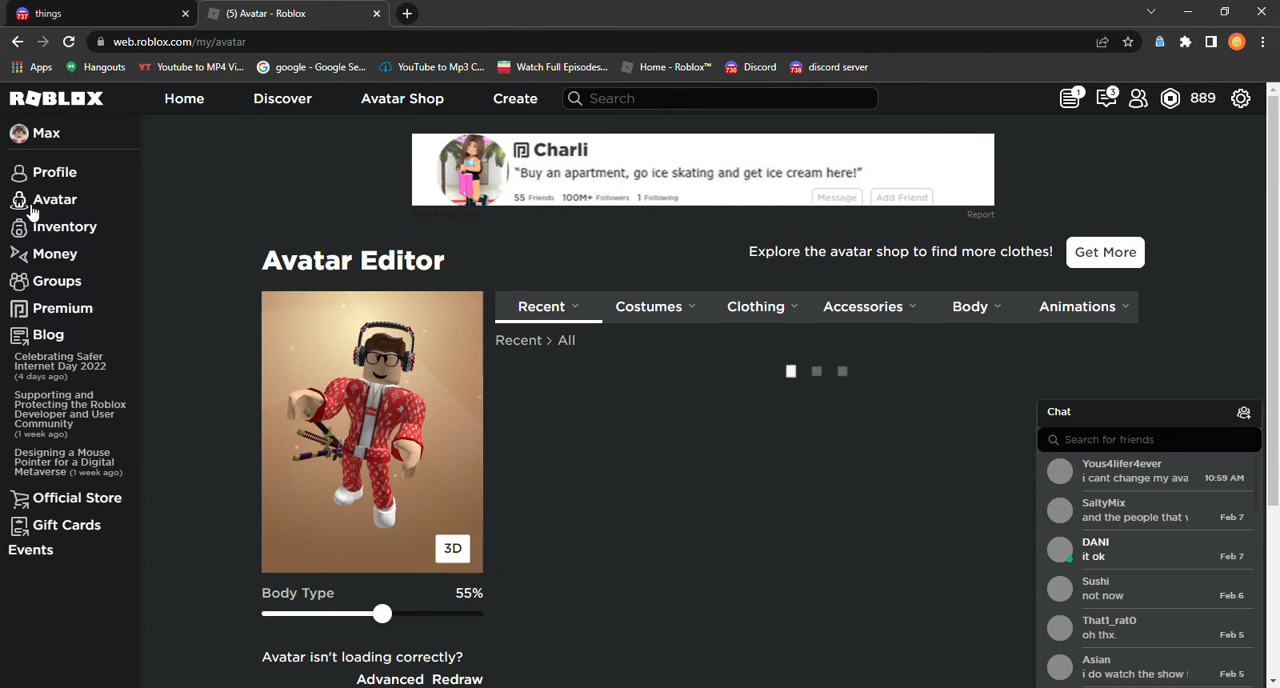 737 things
(5) Avatar - Roblox
web.roblox.com/my/avatar
Apps
Hangouts
YT Youtube to MP4 Vi...
google - Google Se...
YouTube to Mp3 C...
Watch Full Episodes...
Home - Roblox™
730 Discord
738 discord server
ROBLOX
Home
Discover
Avatar Shop
Create
Search
1
3
889
Max
Profile
Avatar
Inventory
Money
Groups
Premium
Blog
Celebrating Safer
Internet Day 2022
(4 days ago)
Supporting and
Protecting the Roblox
Developer and User
Community
(1 week ago)
Designing a Mouse
Pointer for a Digital
Metaverse (1 week ago)
Official Store
Gift Cards
Events
Charli
“Buy an apartment, go ice skating and get ice cream here!”
55 Friends 100M+ Followers 1 Following
Message
Add Friend
ADVERTISEMENT
Report
Avatar Editor
Explore the avatar shop to find more clothes!
Get More
Recent
Costumes
Clothing
Accessories
Body
Animations
Recent > All
3D
Body Type 55%
Avatar isn't loading correctly?
Advanced Redraw
Chat
Search for friends
Yous4lifer4ever
i cant change my ava 10:59 AM
SaltyMix
and the people that Feb 7
DANI
it ok Feb 7
Sushi
not now Feb 6
That1_rat0
oh thx. Feb 5
Asian
i do watch the show Feb 5